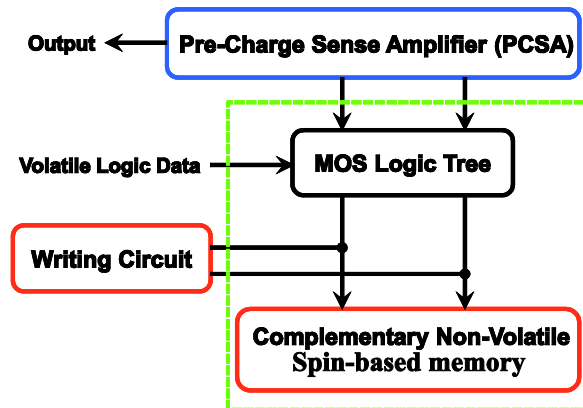 Output
Pre-Charge Sense Amplifier (PCSA)
Volatile Logic Data
MOS Logic Tree
Writing Circuit
Complementary Non-Volatile
Spin-based memory